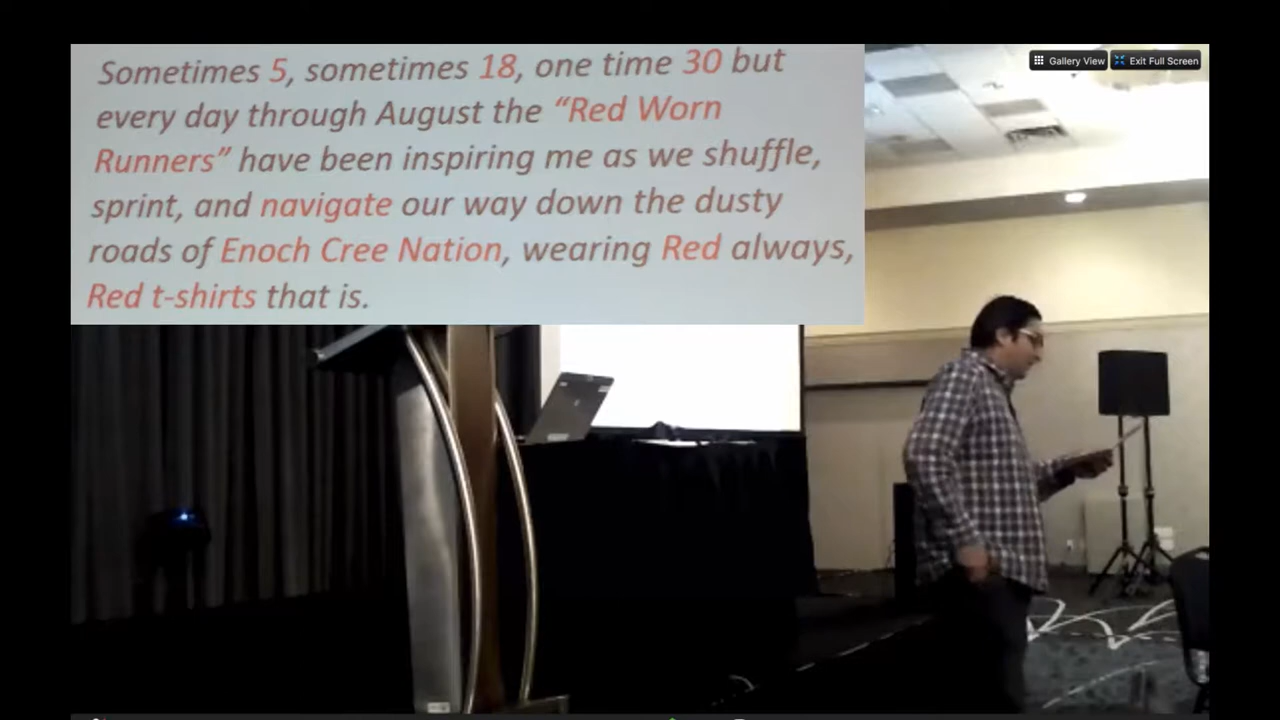 Sometimes 5, sometimes 18, one time 30 but
every day through August the “Red Worn
Runners” have been inspiring me as we shuffle,
sprint, and navigate our way down the dusty
roads of Enoch Cree Nation, wearing Red always,
Red t-shirts that is.
Gallery View
Exit Full Screen